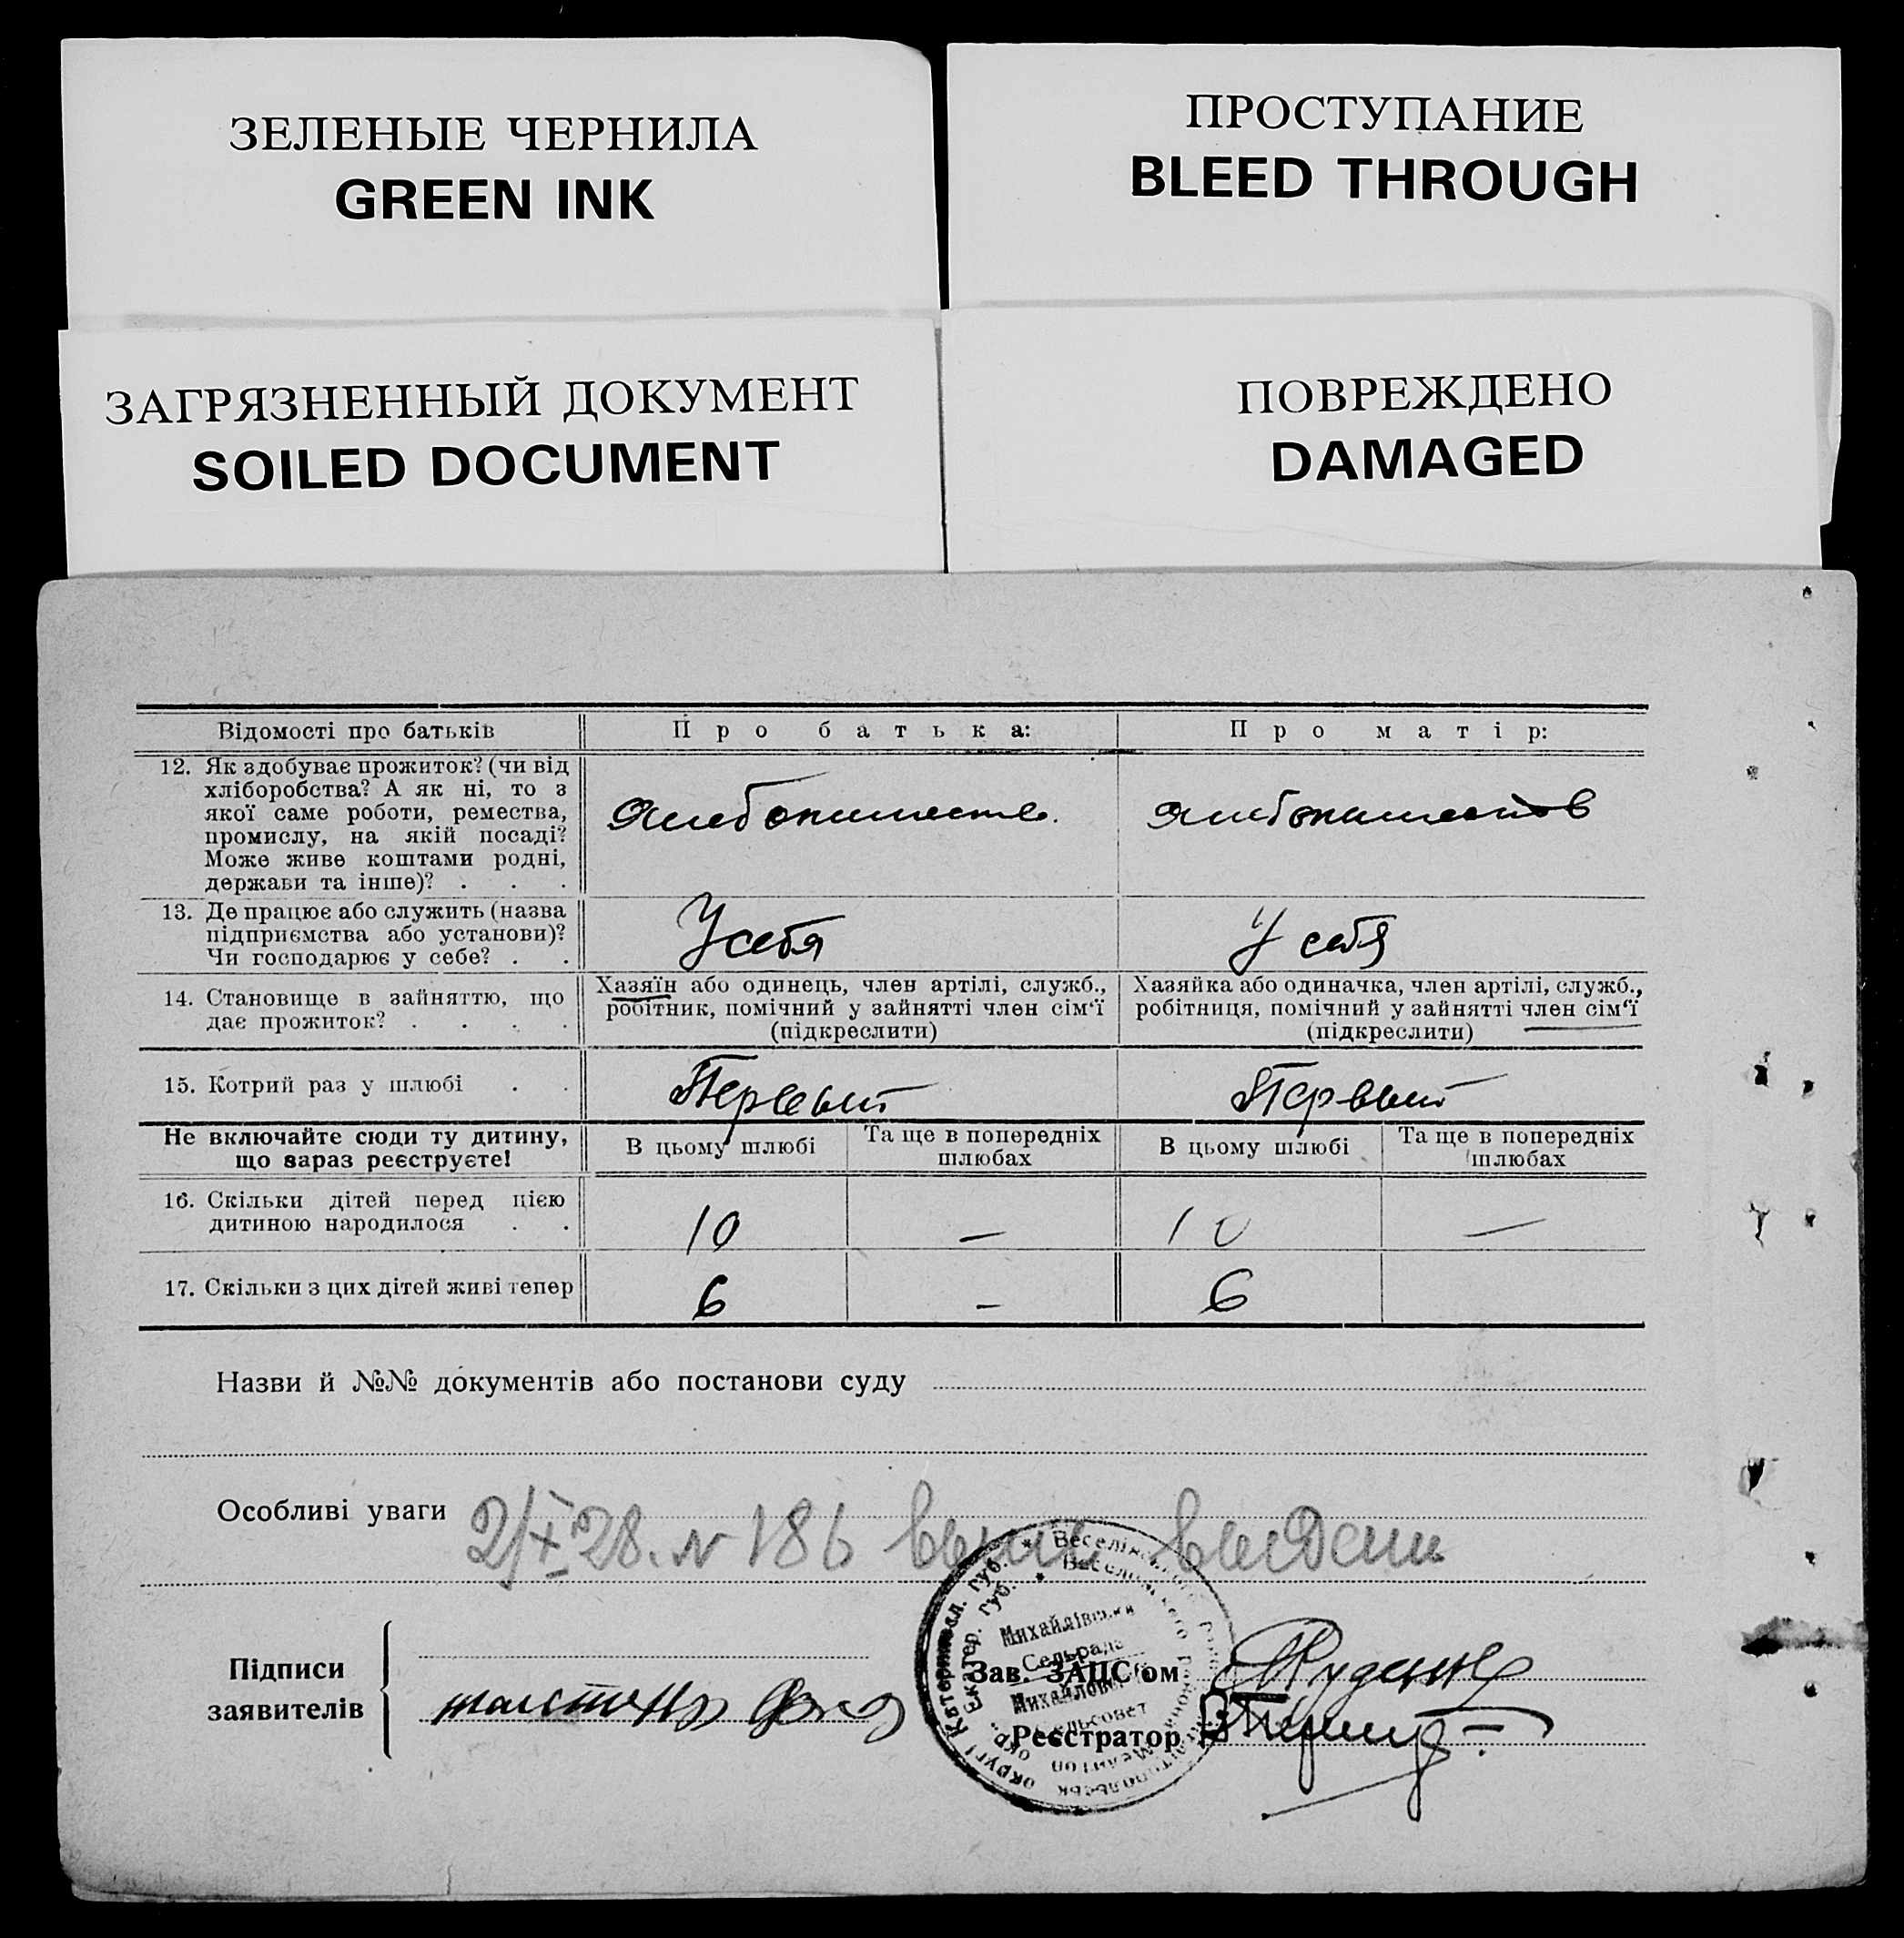 ЗЕЛЕНЫЕ ЧЕРНИЛА
GREEN INK
ПРОСТУПАНИЕ
BLEED THROUGH
ЗАГРЯЗНЕННЫЙ ДОКУМЕНТ
SOILED DOCUMENT
ПОВРЕЖДЕНО
DAMAGED
Відомості про батьків
Про батька:
Про матір:
12. Як здобуває прожиток? (чи від
хліборобства? А як ні, то з
якої саме роботи, ремества,
промислу, на якій посаді?
Може живе коштами родні,
держави та інше)? . . .
13. Де працює або служить (назва
підприємства або установи)?
Чи господарює у себе? . .
У себя
У себя
14. Становище в зайняттю, що
дає прожиток? . . . .
Хазяїн або одинець, член артілі, служб.,
робітник, помічний у зайнятті член сім'ї
(підкреслити)
Хазяйка або одиначка, член артілі, служб.,
робітниця, помічний у зайнятті член сім'ї
(підкреслити)
15. Котрий раз у шлюбі . .
Первый
Первый
Не включайте сюди ту дитину,
що зараз реєструєте!
В цьому шлюбі
Та ще в попередніх
шлюбах
В цьому шлюбі
Та ще в попередніх
шлюбах
16. Скільки дітей перед цією
дитиною народилося . .
10
—
10
—
17. Скільки з цих дітей живі тепер
6
—
6
Назви й №№ документів або постанови суду
Особливі уваги
2/X 28. N 186
Михайлівська
Сельрада
Михайловский
Сельсовет
Підписи
заявителів
Зав. ЗАПС'ом
Реєстратор